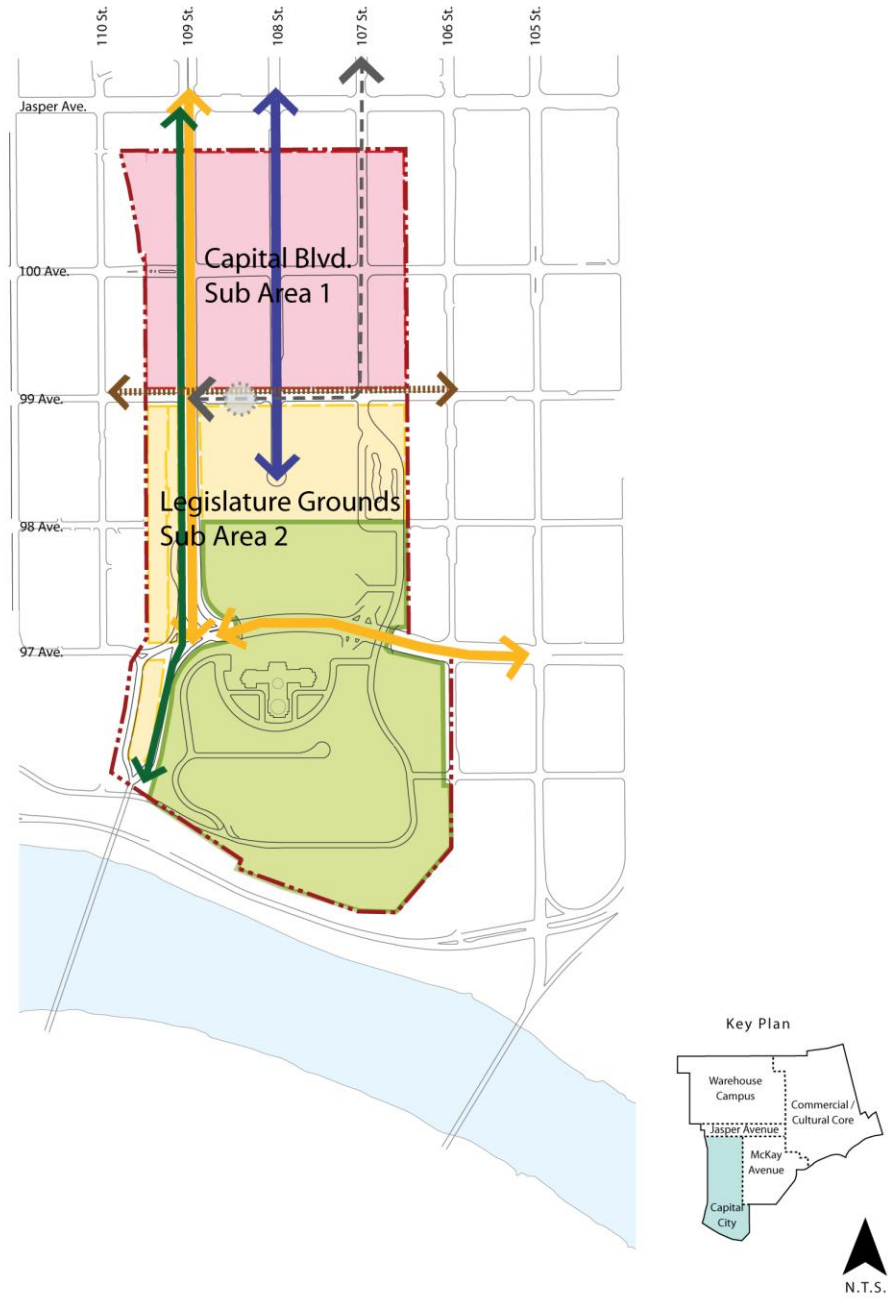 110 St.
109 St.
108 St.
107 St.
106 St.
105 St.
Jasper Ave.
Capital Blvd.
Sub Area 1
100 Ave.
99 Ave.
Legislature Grounds
Sub Area 2
98 Ave.
97 Ave.
Key Plan
Warehouse
Campus
Commercial /
Cultural Core
Jasper Avenue
McKay
Avenue
Capital
City
N.T.S.